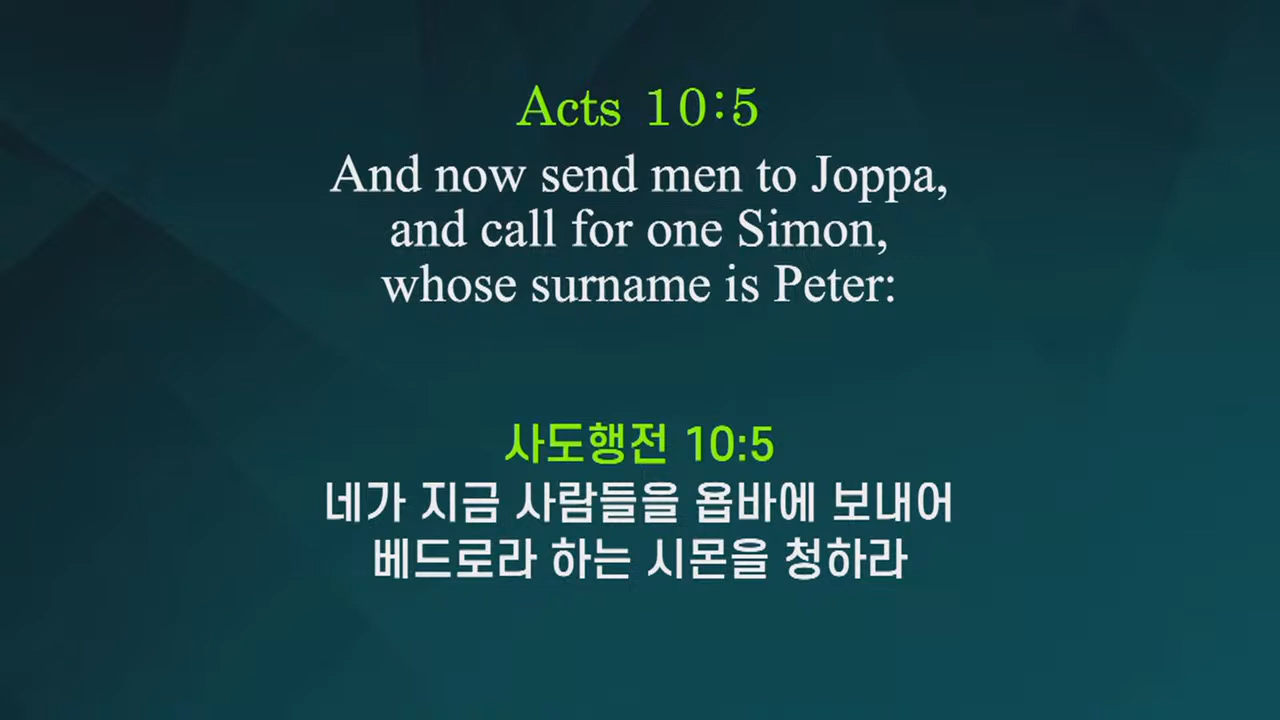 Acts 10:5
And now send men to Joppa,
and call for one Simon,
whose surname is Peter:
사도행전 10:5
네가 지금 사람들을 욥바에 보내어
베드로라 하는 시몬을 청하라